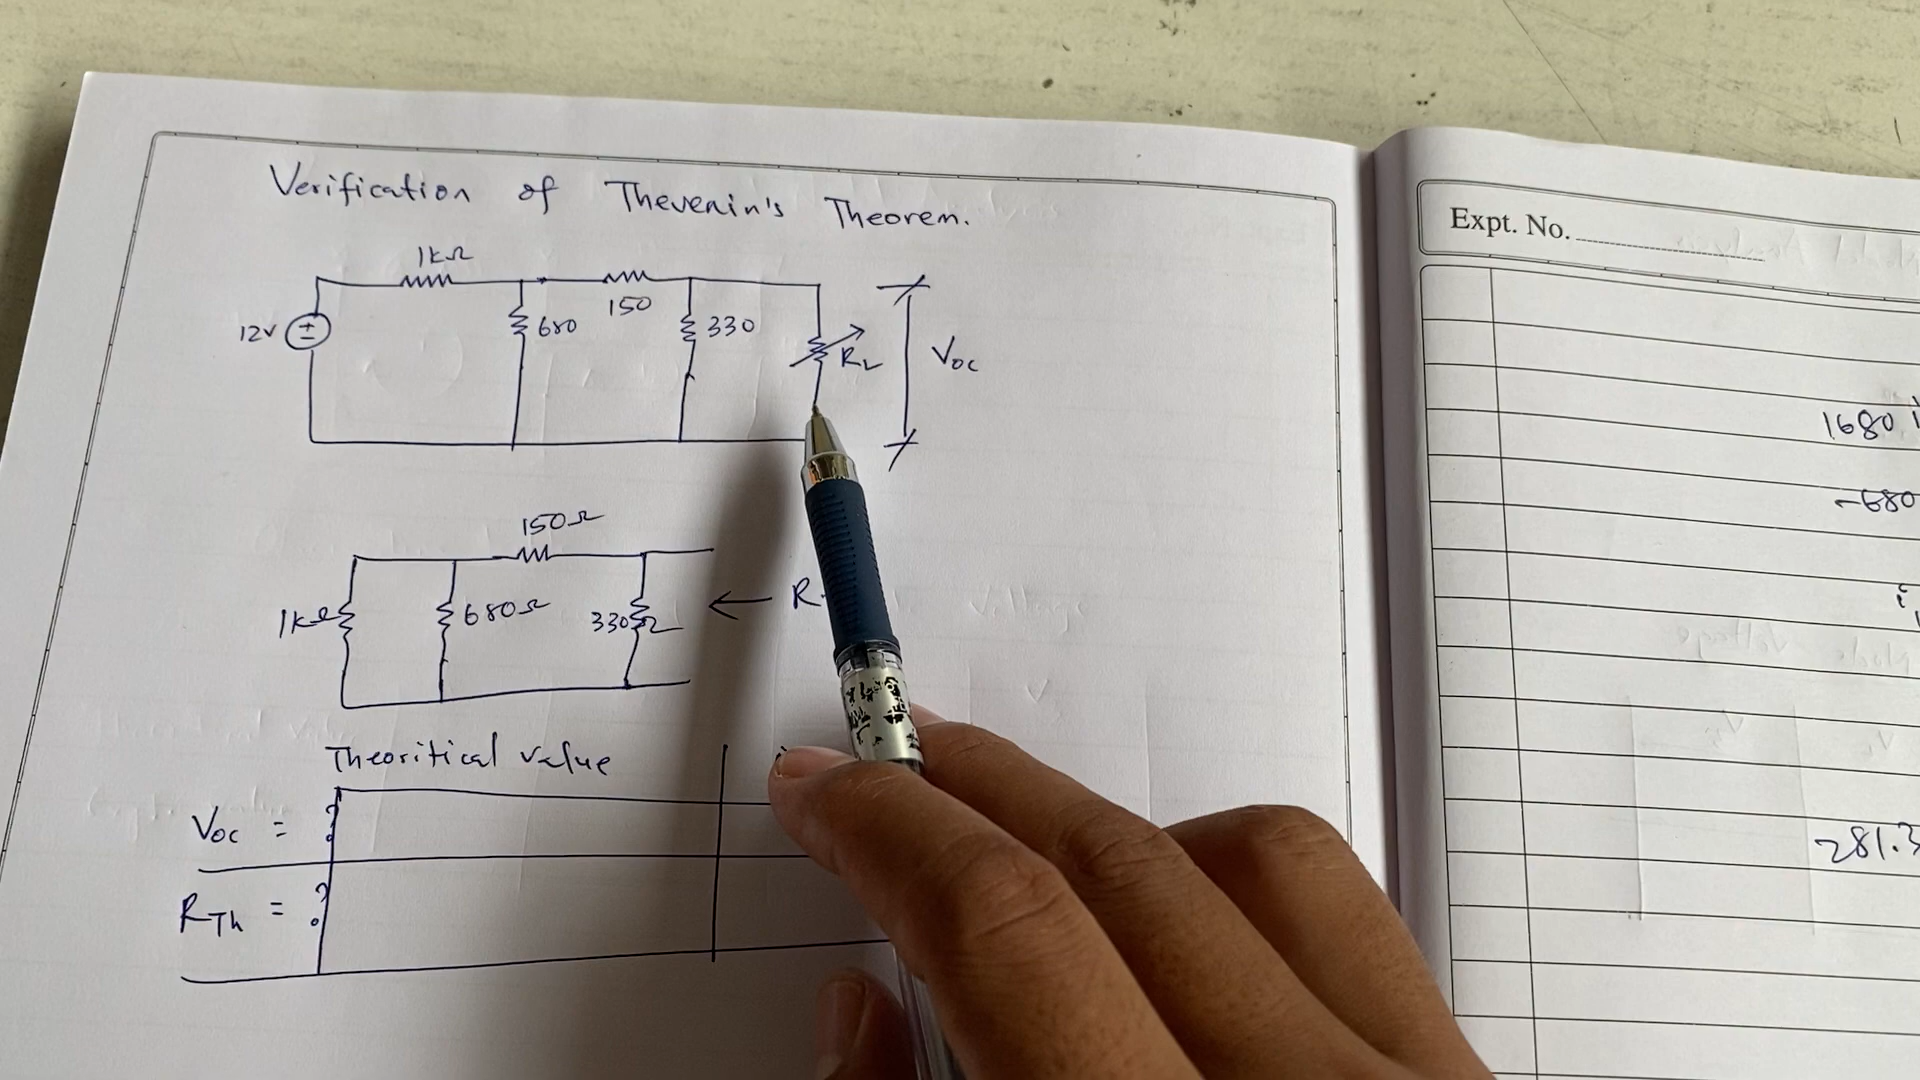 Verification of Thevenin's Theorem.
1kΩ
12V
680
150
330
RL
Voc
150Ω
1kΩ
680Ω
330Ω
R
Theoritical value
Voc = ?
RTh = ?
Expt. No.
1680
-680
281.3